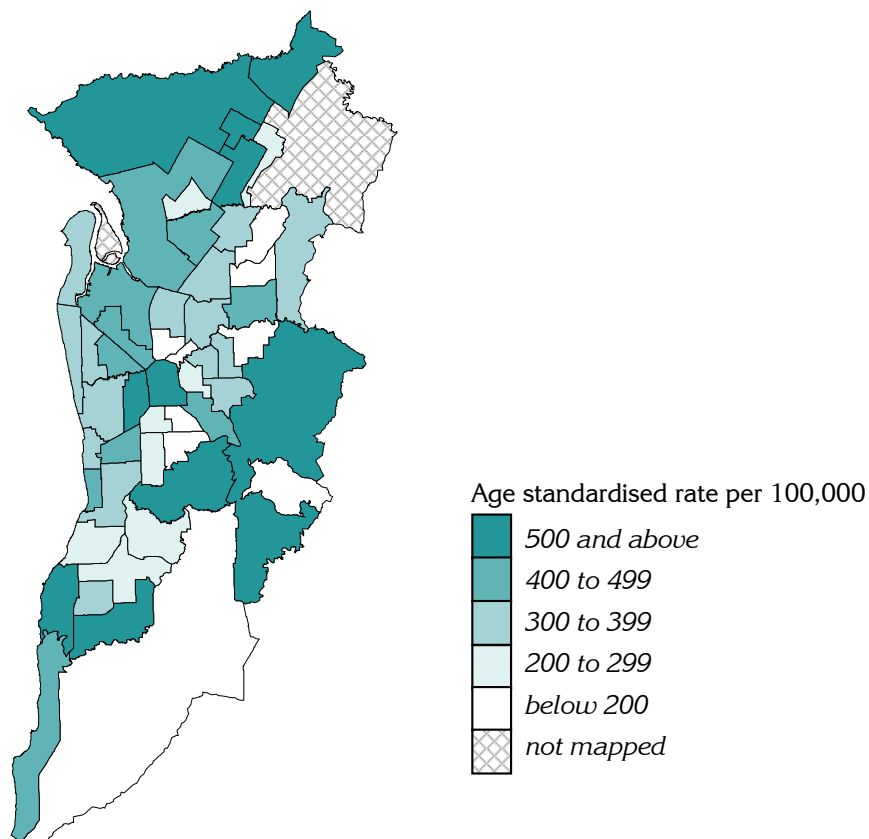 Age standardised rate per 100,000
500 and above
400 to 499
300 to 399
200 to 299
below 200
not mapped